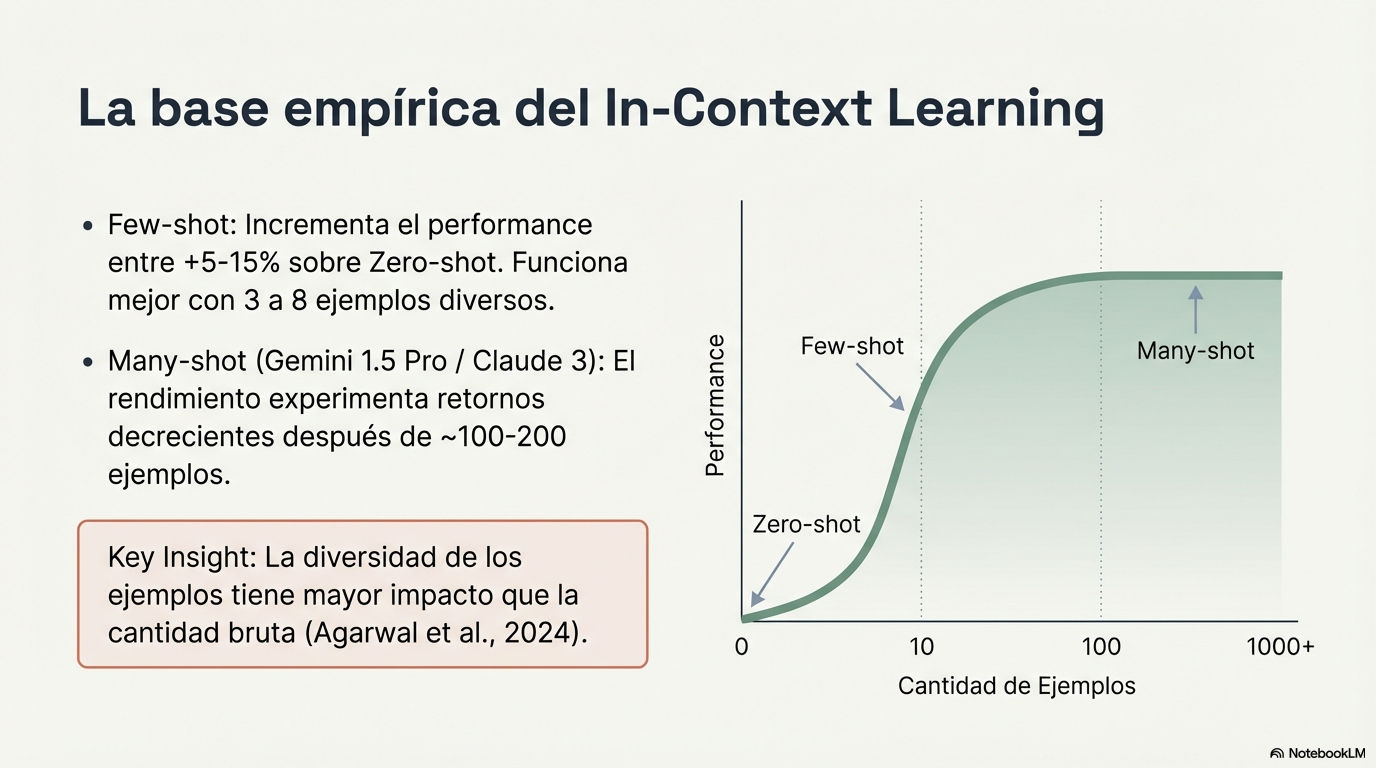 La base empírica del In-Context Learning
• Few-shot: Incrementa el performance
entre +5-15% sobre Zero-shot. Funciona
mejor con 3 a 8 ejemplos diversos.
• Many-shot (Gemini 1.5 Pro / Claude 3): El
rendimiento experimenta retornos
decrecientes después de ~100-200
ejemplos.
Key Insight: La diversidad de los
ejemplos tiene mayor impacto que la
cantidad bruta (Agarwal et al., 2024).
Performance
Few-shot
Many-shot
Zero-shot
0 10 100 1000+
Cantidad de Ejemplos
NotebookLM